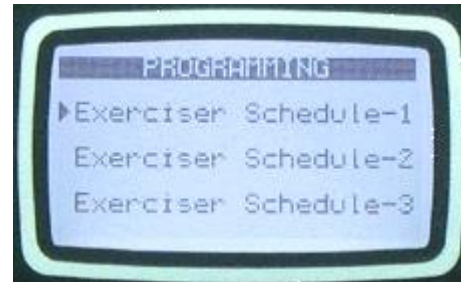 PROGRAMMING
Exerciser Schedule-1
Exerciser Schedule-2
Exerciser Schedule-3